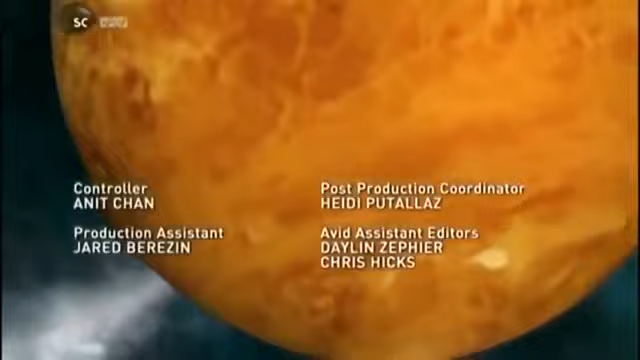 SC
Controller
ANIT CHAN
Production Assistant
JARED BEREZIN
Post Production Coordinator
HEIDI PUTALLAZ
Avid Assistant Editors
DAYLIN ZEPHIER
CHRIS HICKS